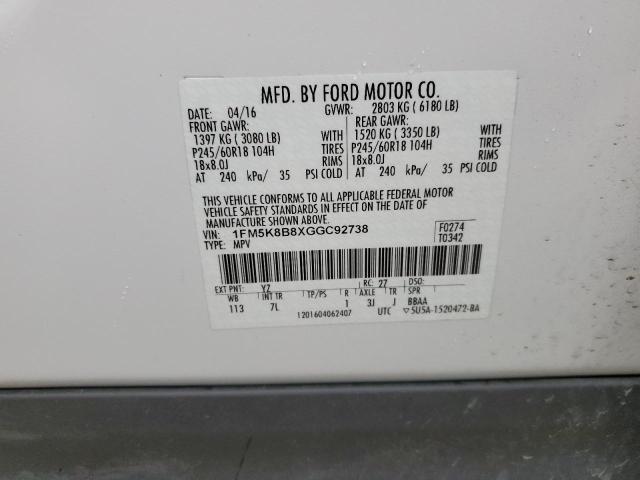 MFD. BY FORD MOTOR CO.
DATE: 04/16 GVWR: 2803 KG ( 6180 LB)
FRONT GAWR: REAR GAWR:
1397 KG ( 3080 LB) WITH 1520 KG ( 3350 LB) WITH
P245/60R18 104H TIRES P245/60R18 104H TIRES
18x8.0J RIMS 18x8.0J RIMS
AT 240 kPa/ 35 PSI COLD AT 240 kPa/ 35 PSI COLD
THIS VEHICLE CONFORMS TO ALL APPLICABLE FEDERAL MOTOR
VEHICLE SAFETY AND THEFT PREVENTION STANDARDS IN EFFECT
ON THE DATE OF MANUFACTURE SHOWN ABOVE.
VIN: 1FM5K8B8XGGC92738 F0274
TYPE: MPV T0342
EXT PNT: YZ RC: 27 DSO:
WB INT TR TP/PS R AXLE TR SPR
113 7L 1 3J J BBAA
1201604062407 UTC ▽5U5A-1520472-BA